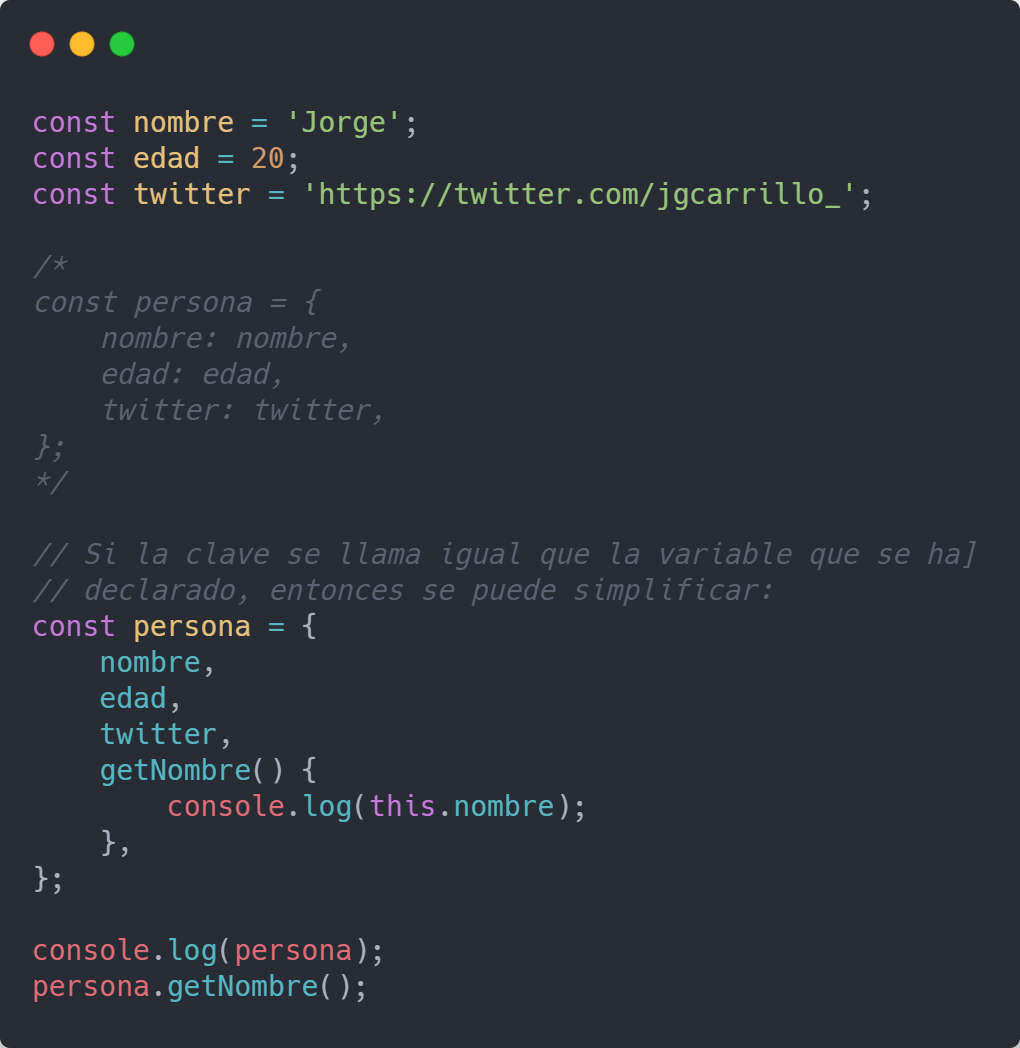 const nombre = 'Jorge';
const edad = 20;
const twitter = 'https://twitter.com/jgcarrillo_';
/*
const persona = {
    nombre: nombre,
    edad: edad,
    twitter: twitter,
};
*/
// Si la clave se llama igual que la variable que se ha]
// declarado, entonces se puede simplificar:
const persona = {
    nombre,
    edad,
    twitter,
    getNombre() {
        console.log(this.nombre);
    },
};
console.log(persona);
persona.getNombre();